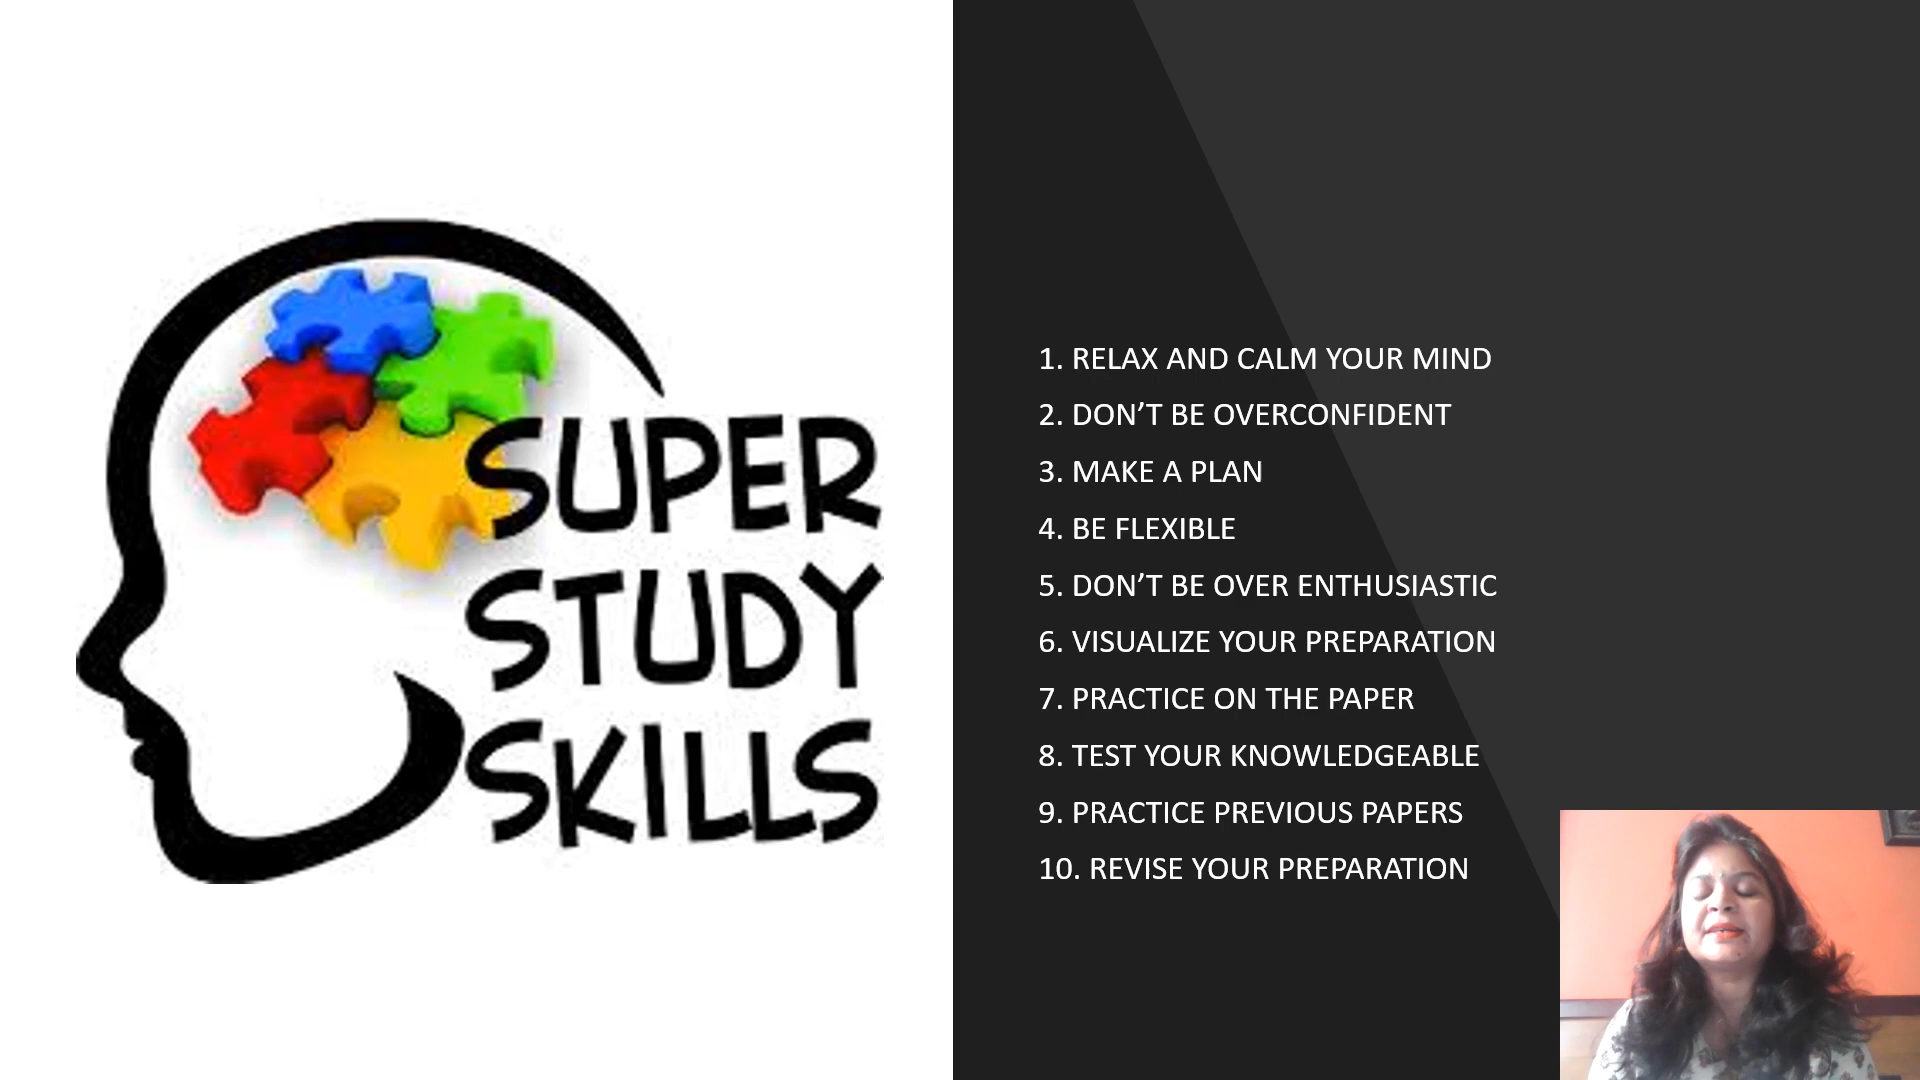 SUPER
STUDY
SKILLS
1. RELAX AND CALM YOUR MIND
2. DON’T BE OVERCONFIDENT
3. MAKE A PLAN
4. BE FLEXIBLE
5. DON’T BE OVER ENTHUSIASTIC
6. VISUALIZE YOUR PREPARATION
7. PRACTICE ON THE PAPER
8. TEST YOUR KNOWLEDGEABLE
9. PRACTICE PREVIOUS PAPERS
10. REVISE YOUR PREPARATION